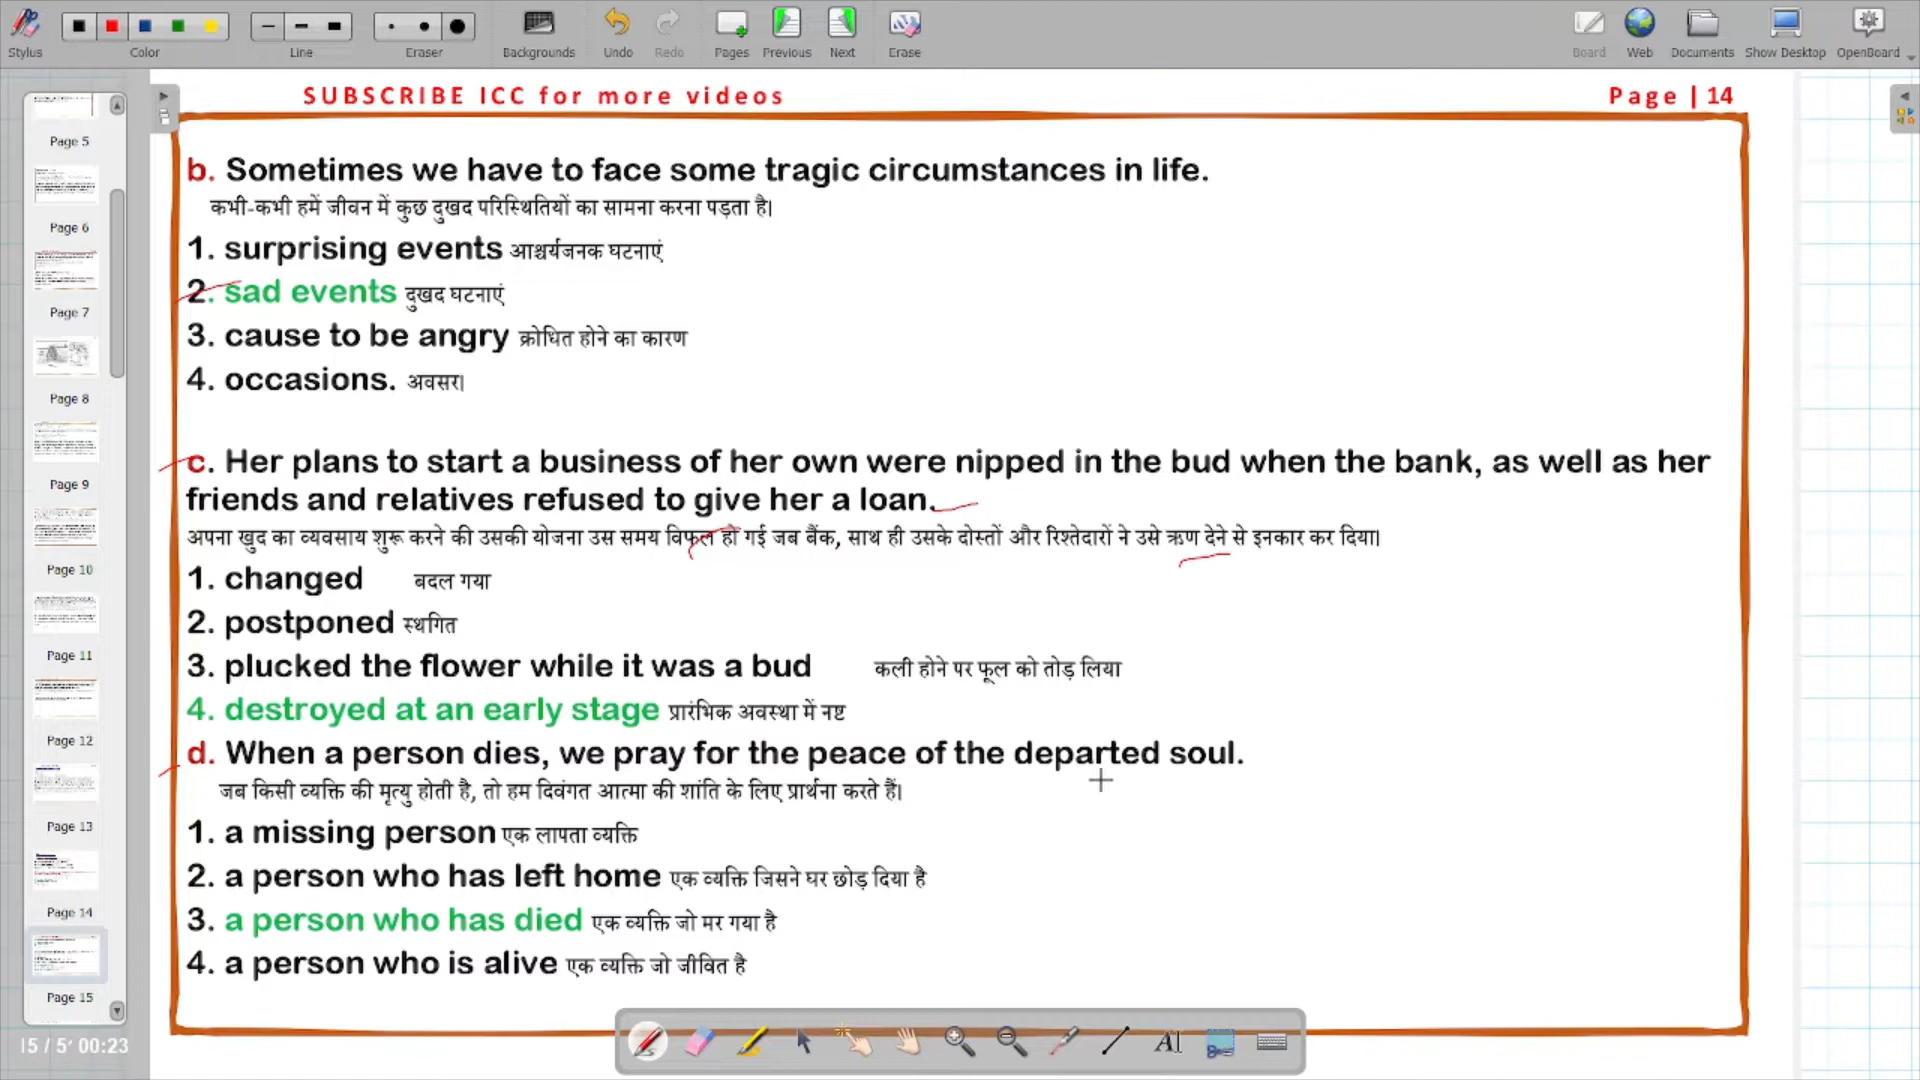 Stylus
Color
Line
Eraser
Backgrounds
Undo
Redo
Pages
Previous
Next
Erase
Board
Web
Documents
Show Desktop
OpenBoard
SUBSCRIBE ICC for more videos
Page | 14
Page 5
Page 6
Page 7
Page 8
Page 9
Page 10
Page 11
Page 12
Page 13
Page 14
Page 15
b. Sometimes we have to face some tragic circumstances in life.
कभी-कभी हमें जीवन में कुछ दुखद परिस्थितियों का सामना करना पड़ता है।
1. surprising events आश्चर्यजनक घटनाएं
2. sad events दुखद घटनाएं
3. cause to be angry क्रोधित होने का कारण
4. occasions. अवसर।
c. Her plans to start a business of her own were nipped in the bud when the bank, as well as her
friends and relatives refused to give her a loan.
अपना खुद का व्यवसाय शुरू करने की उसकी योजना उस समय विफल हो गई जब बैंक, साथ ही उसके दोस्तों और रिश्तेदारों ने उसे ऋण देने से इनकार कर दिया।
1. changed बदल गया
2. postponed स्थगित
3. plucked the flower while it was a bud कली होने पर फूल को तोड़ लिया
4. destroyed at an early stage प्रारंभिक अवस्था में नष्ट
d. When a person dies, we pray for the peace of the departed soul.
जब किसी व्यक्ति की मृत्यु होती है, तो हम दिवंगत आत्मा की शांति के लिए प्रार्थना करते हैं।
1. a missing person एक लापता व्यक्ति
2. a person who has left home एक व्यक्ति जिसने घर छोड़ दिया है
3. a person who has died एक व्यक्ति जो मर गया है
4. a person who is alive एक व्यक्ति जो जीवित है
00:23